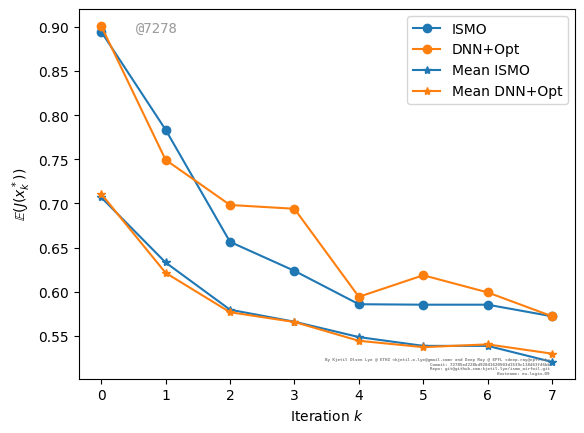 @7278
ISMO
DNN+Opt
Mean ISMO
Mean DNN+Opt
0.90
0.85
0.80
0.75
0.70
0.65
0.60
0.55
𝔼(J(x*_k))
0 1 2 3 4 5 6 7
Iteration k